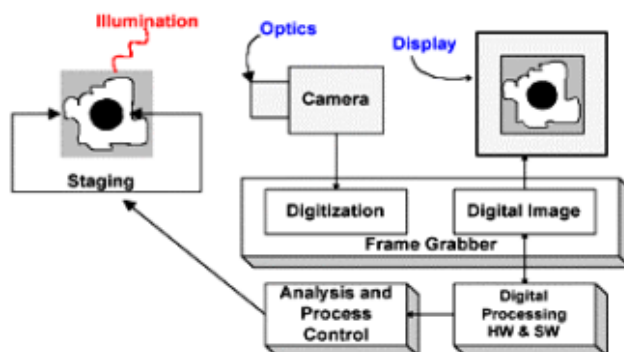 Illumination
Optics
Display
Camera
Staging
Digitization
Digital Image
Frame Grabber
Analysis and
Process
Control
Digital
Processing
HW & SW